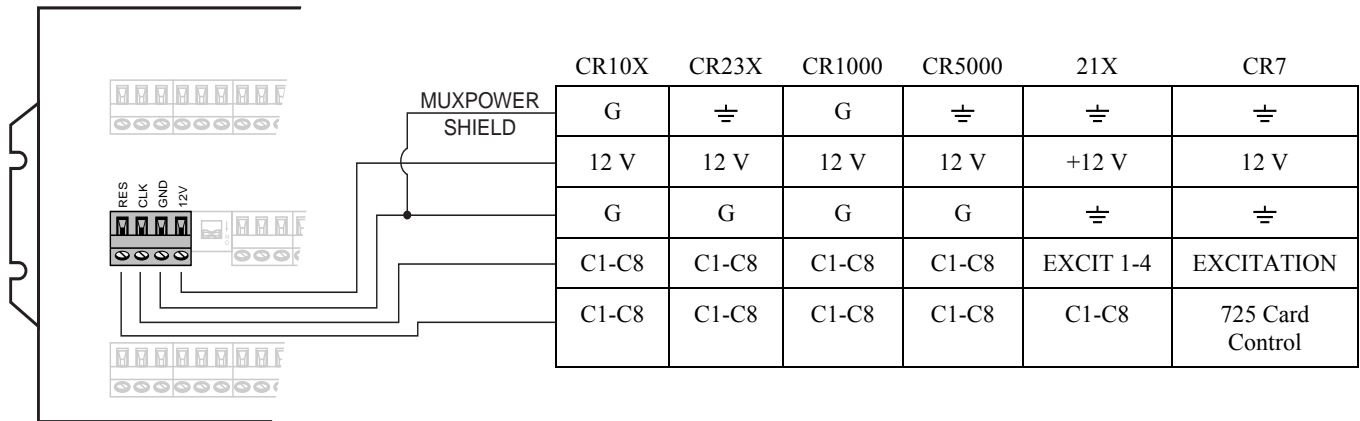 CR10X CR23X CR1000 CR5000 21X CR7
MUXPOWER
SHIELD
G ⏚ G ⏚ ⏚ ⏚
12 V 12 V 12 V 12 V +12 V 12 V
RES
CLK
GND
12V
G G G G ⏚ ⏚
C1-C8 C1-C8 C1-C8 C1-C8 EXCIT 1-4 EXCITATION
C1-C8 C1-C8 C1-C8 C1-C8 C1-C8 725 Card
Control